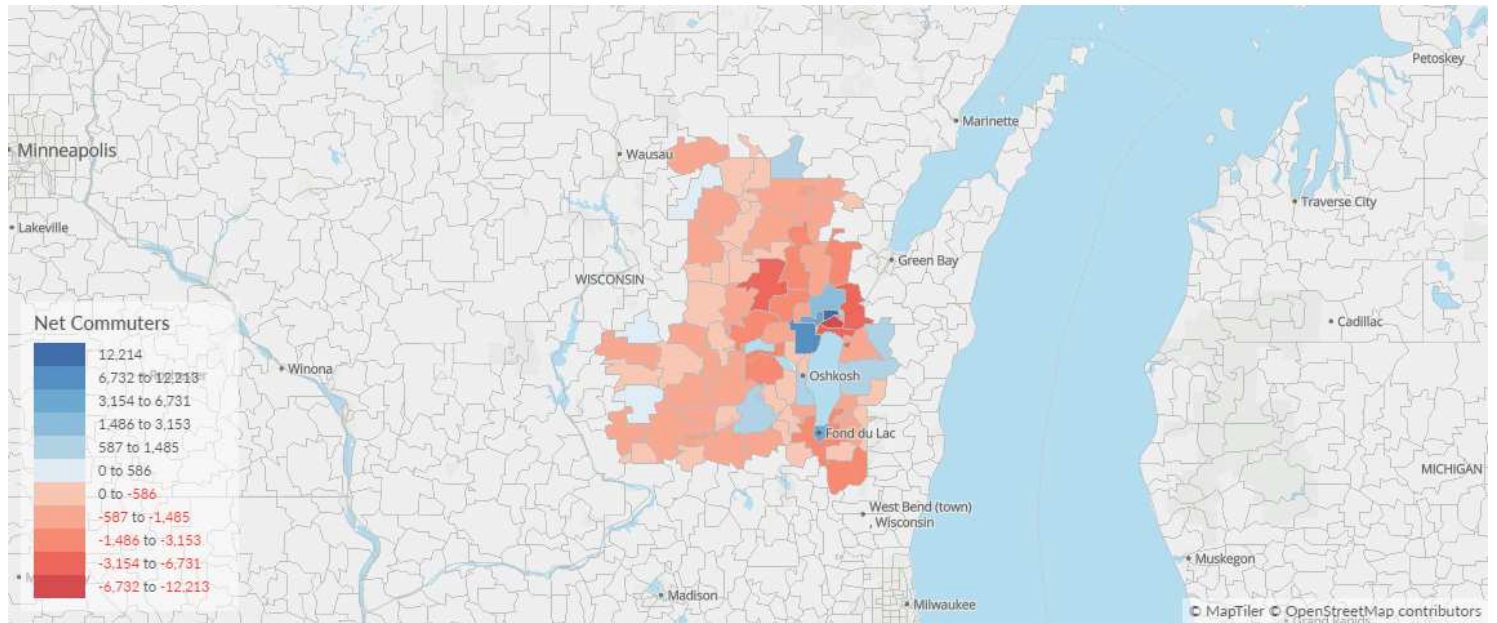 Petoskey
Marinette
Minneapolis
Wausau
Traverse City
Lakeville
Green Bay
WISCONSIN
Net Commuters
12,214
6,732 to 12,213
3,154 to 6,731
1,486 to 3,153
587 to 1,485
0 to 586
0 to -586
-587 to -1,485
-1,486 to -3,153
-3,154 to -6,731
-6,732 to -12,213
Cadillac
Winona
Oshkosh
Fond du Lac
MICHIGAN
West Bend (town)
, Wisconsin
Muskegon
Madison
Milwaukee
© MapTiler © OpenStreetMap contributors
Grand Rapids